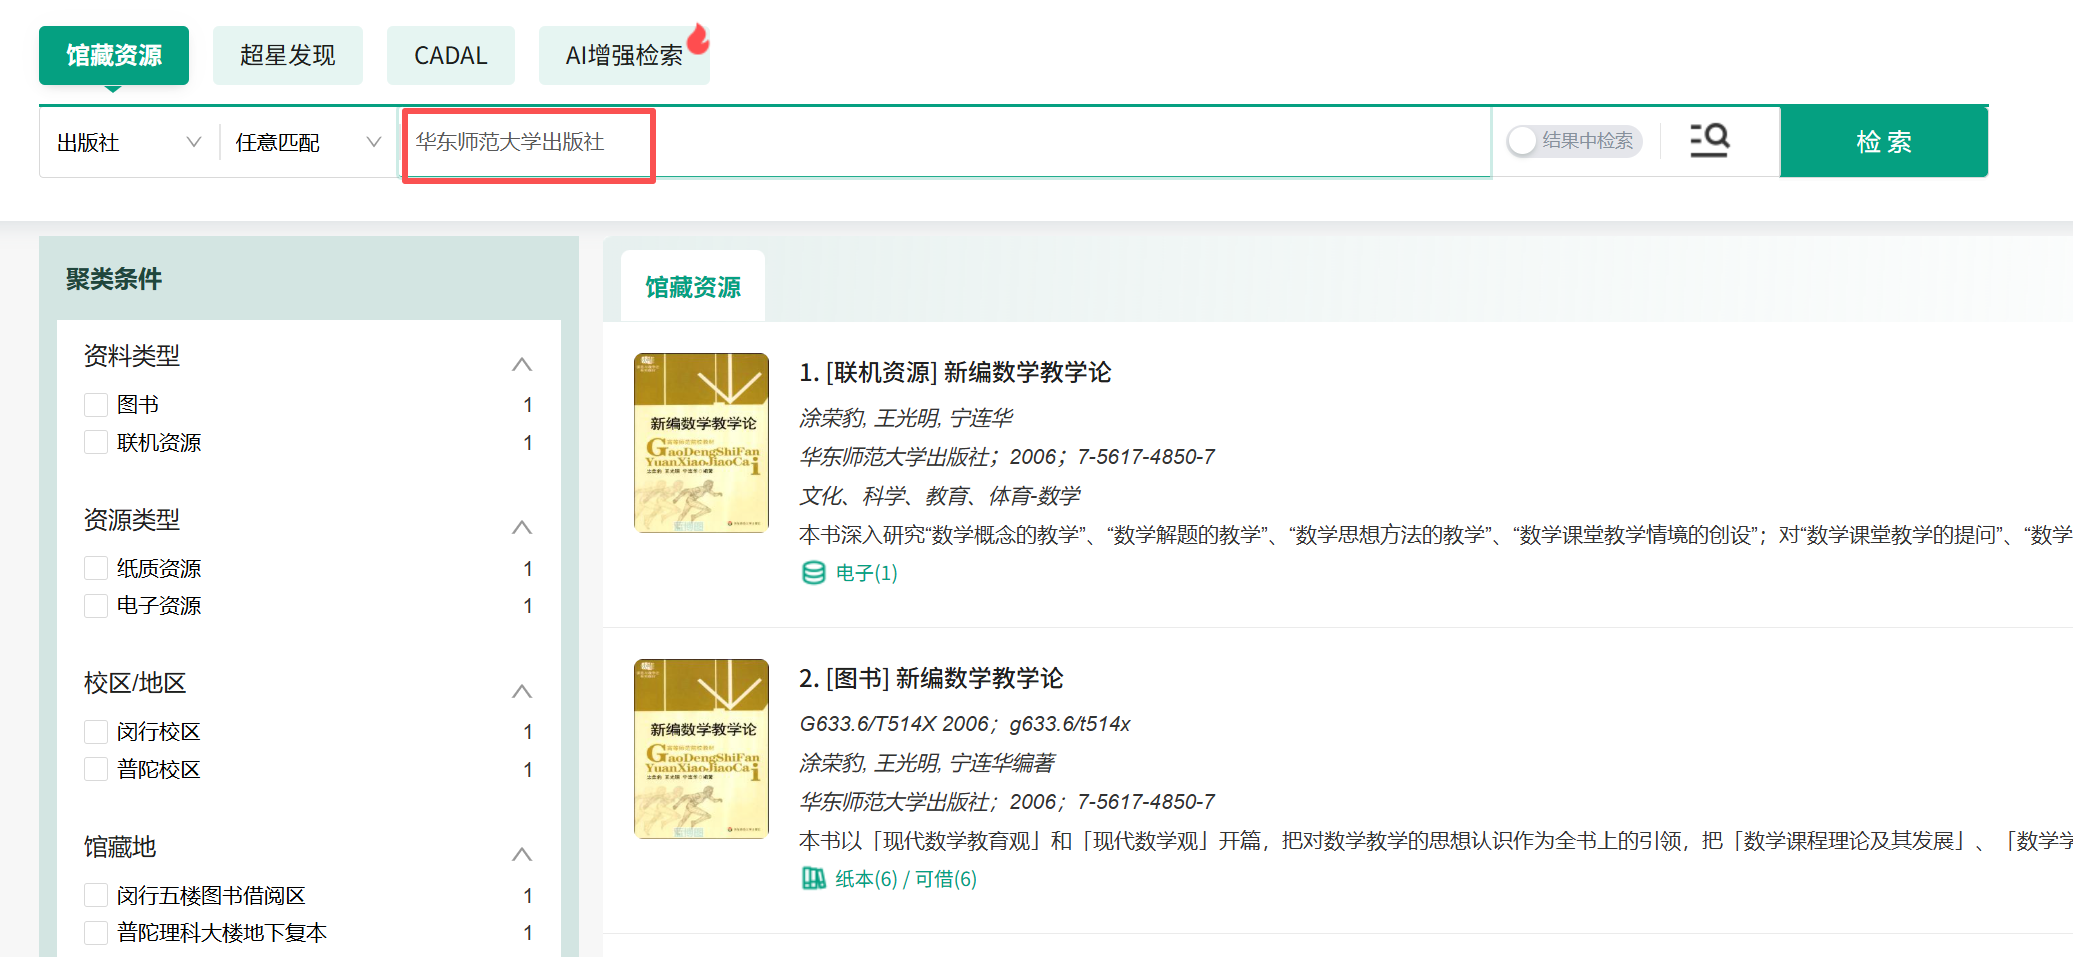 馆藏资源
超星发现
CADAL
AI增强检索
出版社
任意匹配
华东师范大学出版社
结果中检索
检 索
聚类条件
资料类型
图书 1
联机资源 1
资源类型
纸质资源 1
电子资源 1
校区/地区
闵行校区 1
普陀校区 1
馆藏地
闵行五楼图书借阅区 1
普陀理科大楼地下复本 1
馆藏资源
新编数学教学论
GaoDengShiFan
YuanXiaoJiaoCai
1. [联机资源] 新编数学教学论
涂荣豹, 王光明, 宁连华
华东师范大学出版社；2006；7-5617-4850-7
文化、科学、教育、体育-数学
本书深入研究“数学概念的教学”、“数学解题的教学”、“数学思想方法的教学”、“数学课堂教学情境的创设”；对“数学课堂教学的提问”、“数学
电子(1)
新编数学教学论
GaoDengShiFan
YuanXiaoJiaoCai
2. [图书] 新编数学教学论
G633.6/T514X 2006；g633.6/t514x
涂荣豹, 王光明, 宁连华编著
华东师范大学出版社；2006；7-5617-4850-7
本书以「现代数学教育观」和「现代数学观」开篇，把对数学教学的思想认识作为全书上的引领，把「数学课程理论及其发展」、「数学学
纸本(6) / 可借(6)